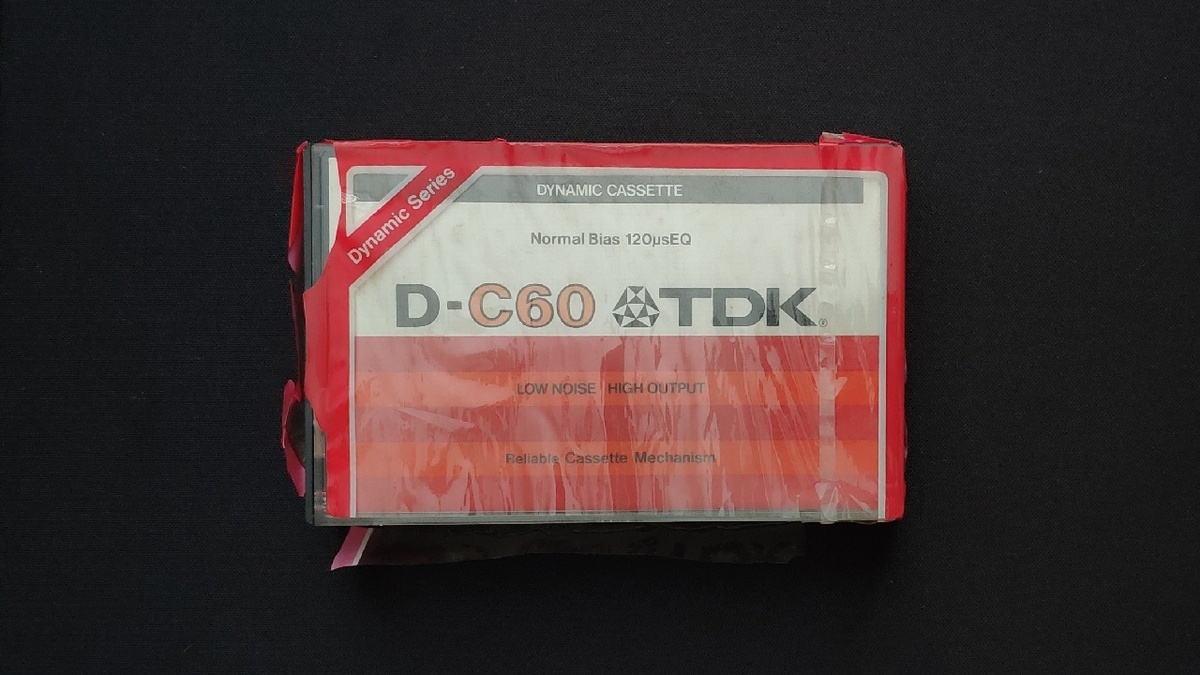 Dynamic Series
DYNAMIC CASSETTE
Normal Bias 120µsEQ
D-C60 TDK®
LOW NOISE HIGH OUTPUT
Reliable Cassette Mechanism